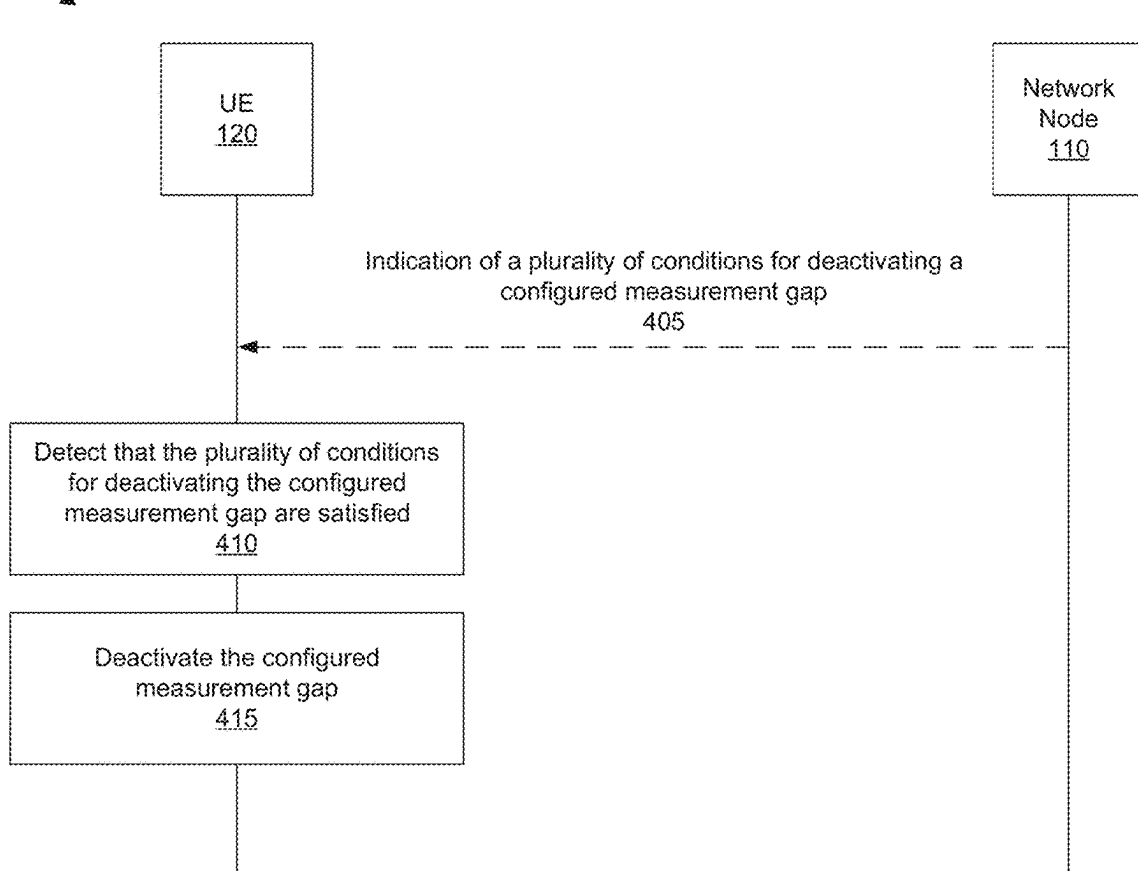 UE
120
Network
Node
110
Indication of a plurality of conditions for deactivating a
configured measurement gap
405
Detect that the plurality of conditions
for deactivating the configured
measurement gap are satisfied
410
Deactivate the configured
measurement gap
415